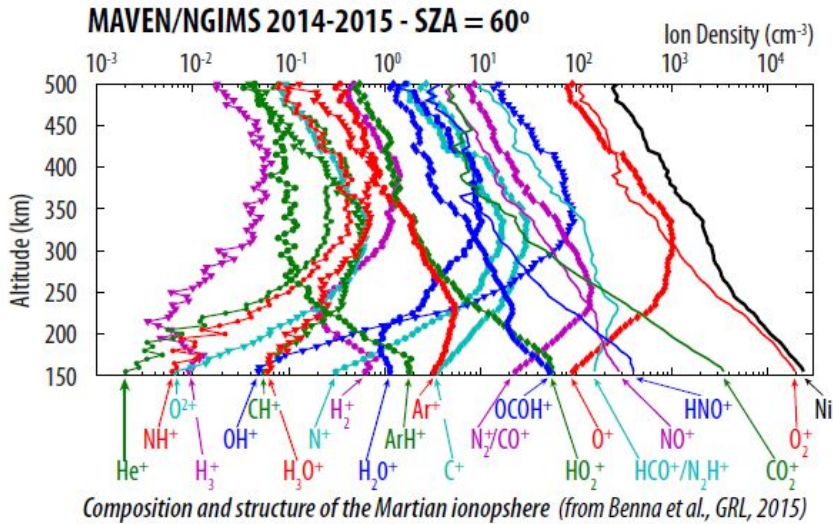 MAVEN/NGIMS 2014-2015 - SZA = 60º
Ion Density (cm⁻³)
10⁻³ 10⁻² 10⁻¹ 10⁰ 10¹ 10² 10³ 10⁴
Altitude (km)
500
450
400
350
300
250
200
150
O²⁺ CH⁺ H₂⁺ Ar⁺ OCOH⁺ HNO⁺ Ni
NH⁺ OH⁺ N⁺ ArH⁺ N₂⁺/CO⁺ O⁺ NO⁺ O₂⁺
He⁺ H₃⁺ H₃O⁺ H₂O⁺ C⁺ HO₂⁺ HCO⁺/N₂H⁺ CO₂⁺
Composition and structure of the Martian ionopshere (from Benna et al., GRL, 2015)